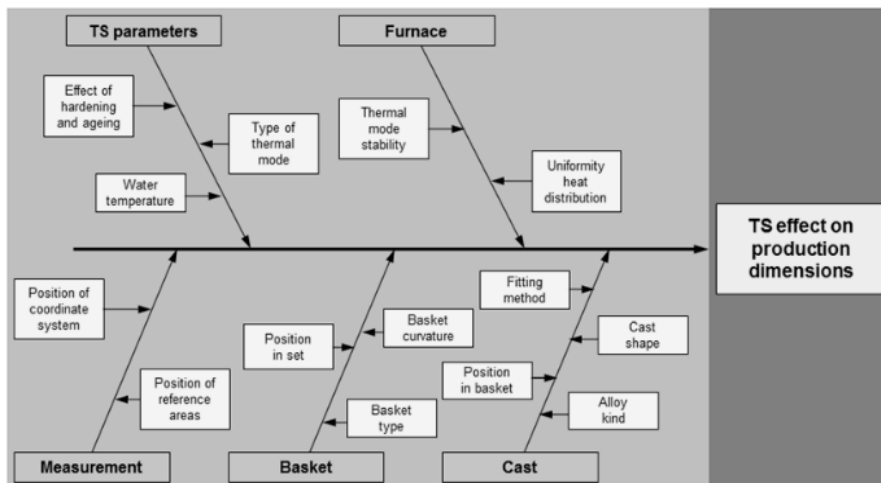 TS parameters
Furnace
Effect of
hardening
and ageing
Type of
thermal
mode
Water
temperature
Thermal
mode
stability
Uniformity
heat
distribution
TS effect on
production
dimensions
Position of
coordinate
system
Position of
reference
areas
Position
in set
Basket
curvature
Basket
type
Fitting
method
Cast
shape
Position
in basket
Alloy
kind
Measurement
Basket
Cast